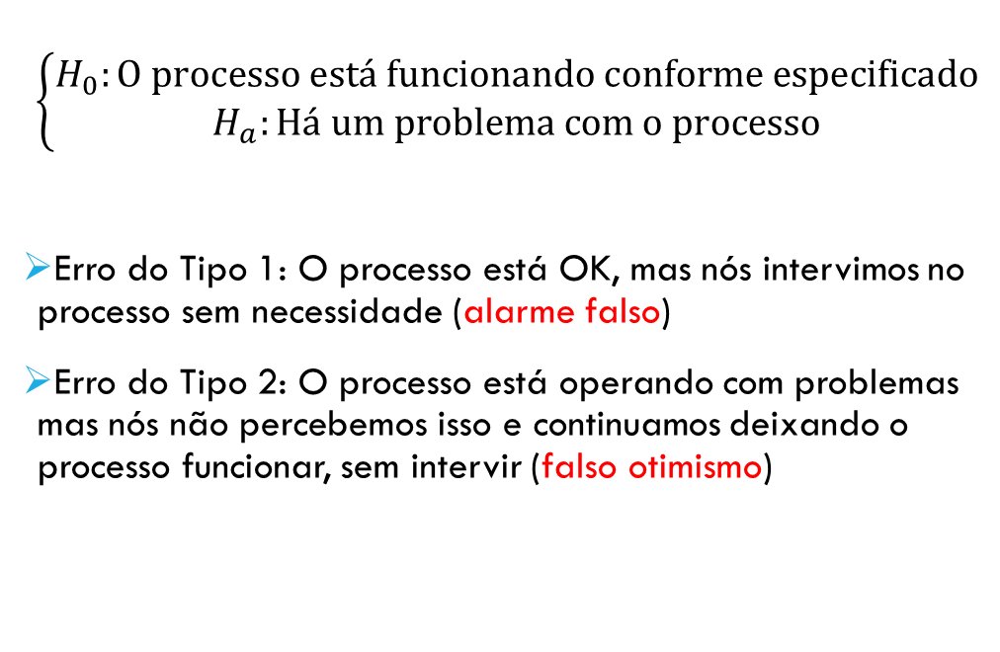 H₀: O processo está funcionando conforme especificado
Hₐ: Há um problema com o processo
➢Erro do Tipo 1: O processo está OK, mas nós intervimos no
processo sem necessidade (alarme falso)
➢Erro do Tipo 2: O processo está operando com problemas
mas nós não percebemos isso e continuamos deixando o
processo funcionar, sem intervir (falso otimismo)